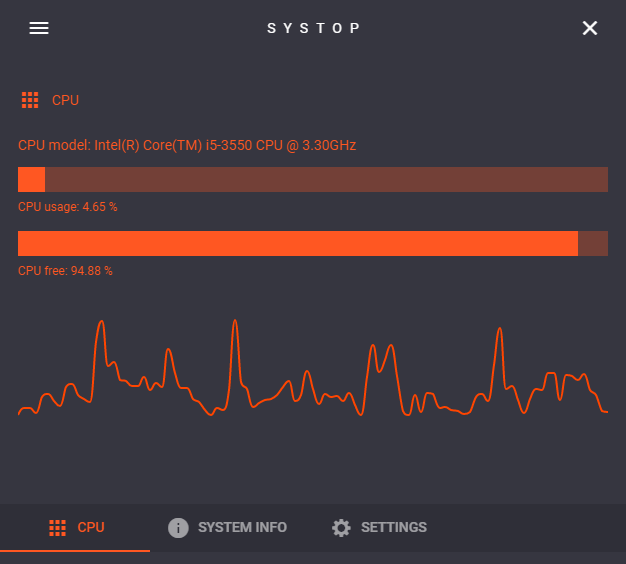 SYSTOP
CPU
CPU model: Intel(R) Core(TM) i5-3550 CPU @ 3.30GHz
CPU usage: 4.65 %
CPU free: 94.88 %
CPU SYSTEM INFO SETTINGS